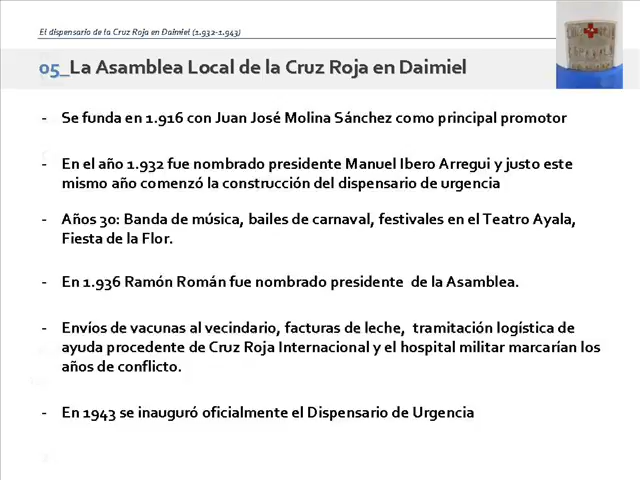 El dispensario de la Cruz Roja en Daimiel (1.932-1.943)
05_La Asamblea Local de la Cruz Roja en Daimiel
- Se funda en 1.916 con Juan José Molina Sánchez como principal promotor
- En el año 1.932 fue nombrado presidente Manuel Ibero Arregui y justo este
mismo año comenzó la construcción del dispensario de urgencia
- Años 30: Banda de música, bailes de carnaval, festivales en el Teatro Ayala,
Fiesta de la Flor.
- En 1.936 Ramón Román fue nombrado presidente de la Asamblea.
- Envíos de vacunas al vecindario, facturas de leche, tramitación logística de
ayuda procedente de Cruz Roja Internacional y el hospital militar marcarían los
años de conflicto.
- En 1943 se inauguró oficialmente el Dispensario de Urgencia